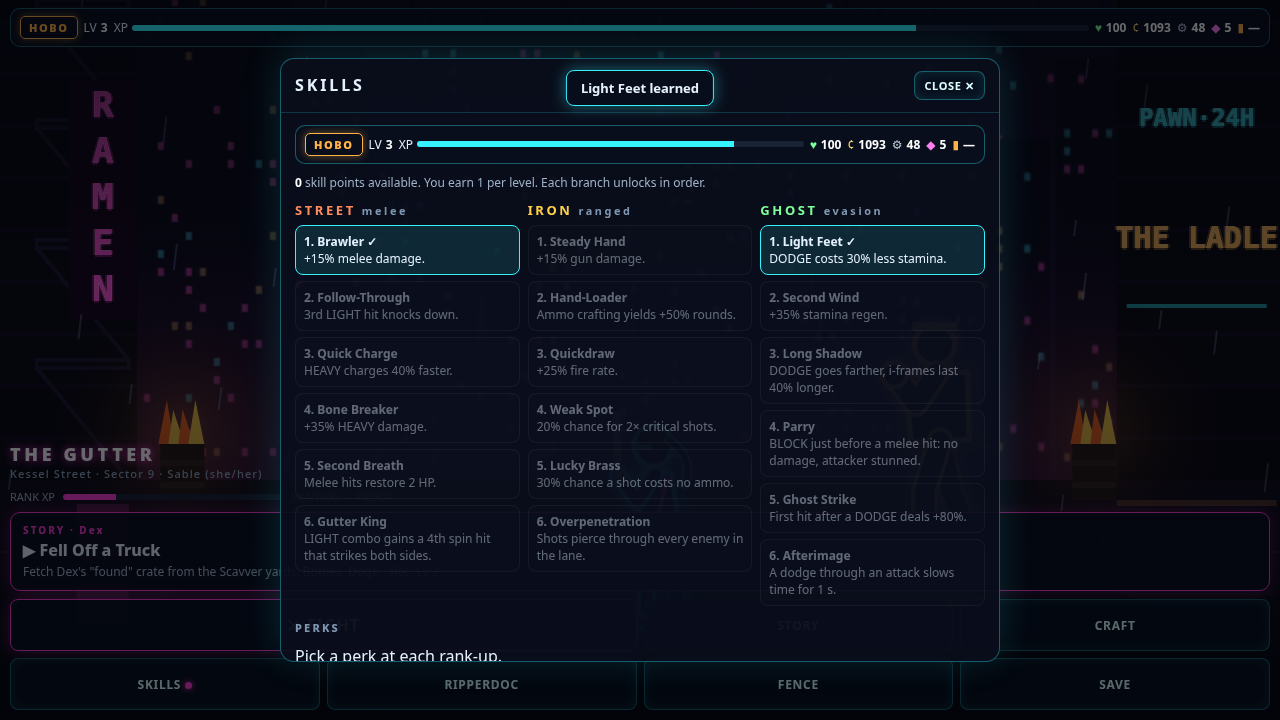 HOBO LV 3 XP ♥ 100 ¢ 1093 ⚙ 48 ◆ 5 ▮ —
SKILLS
Light Feet learned
CLOSE ✕
HOBO LV 3 XP ♥ 100 ¢ 1093 ⚙ 48 ◆ 5 ▮ —
0 skill points available. You earn 1 per level. Each branch unlocks in order.
STREET melee
1. Brawler ✓
+15% melee damage.
2. Follow-Through
3rd LIGHT hit knocks down.
3. Quick Charge
HEAVY charges 40% faster.
4. Bone Breaker
+35% HEAVY damage.
5. Second Breath
Melee hits restore 2 HP.
6. Gutter King
LIGHT combo gains a 4th spin hit
that strikes both sides.
IRON ranged
1. Steady Hand
+15% gun damage.
2. Hand-Loader
Ammo crafting yields +50% rounds.
3. Quickdraw
+25% fire rate.
4. Weak Spot
20% chance for 2× critical shots.
5. Lucky Brass
30% chance a shot costs no ammo.
6. Overpenetration
Shots pierce through every enemy in
the lane.
GHOST evasion
1. Light Feet ✓
DODGE costs 30% less stamina.
2. Second Wind
+35% stamina regen.
3. Long Shadow
DODGE goes farther, i-frames last
40% longer.
4. Parry
BLOCK just before a melee hit: no
damage, attacker stunned.
5. Ghost Strike
First hit after a DODGE deals +80%.
6. Afterimage
A dodge through an attack slows
time for 1 s.
PERKS
Pick a perk at each rank-up.
RAMEN
PAWN·24H
THE LADLE
THE GUTTER
Kessel Street · Sector 9 · Sable (she/her)
RANK XP
STORY · Dex
▶ Fell Off a Truck
Fetch Dex's "found" crate from the Scavver
STORY
CRAFT
SKILLS
RIPPERDOC
FENCE
SAVE